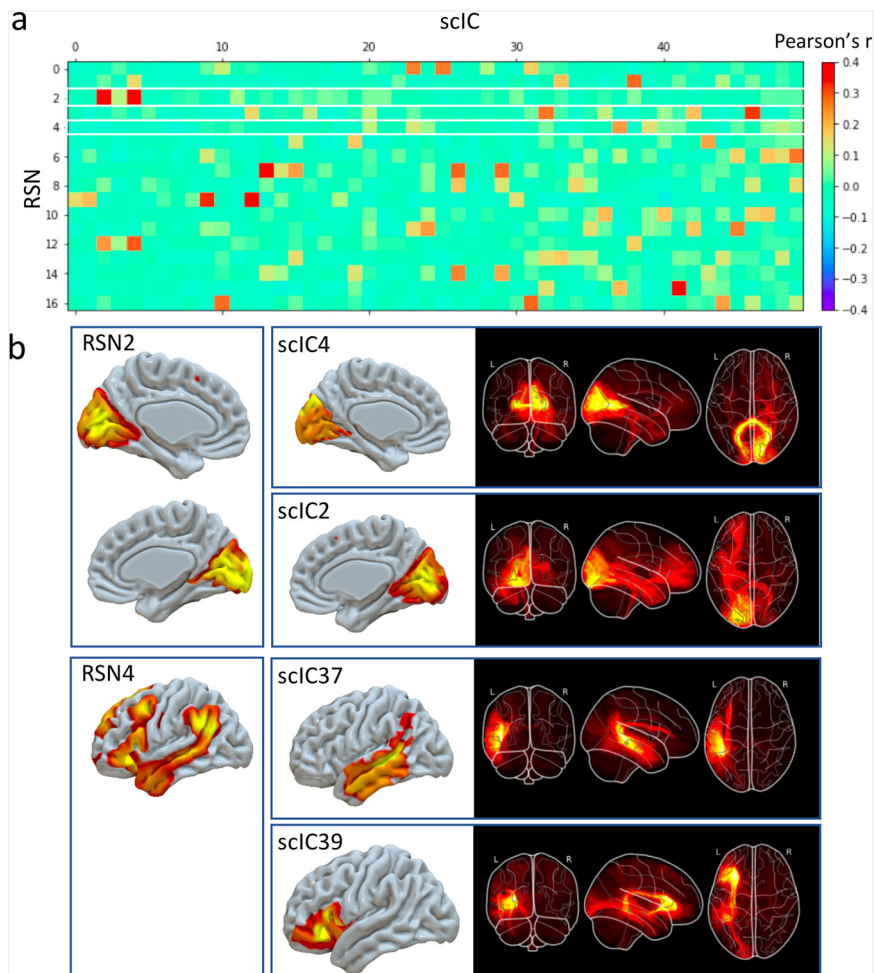 a
scIC
0 10 20 30 40
Pearson's r
RSN
0
2
4
6
8
10
12
14
16
0.4
0.3
0.2
0.1
0.0
−0.1
−0.2
−0.3
−0.4
b
RSN2
scIC4
L R L R
scIC2
L R L R
RSN4
scIC37
L R L R
scIC39
L R L R